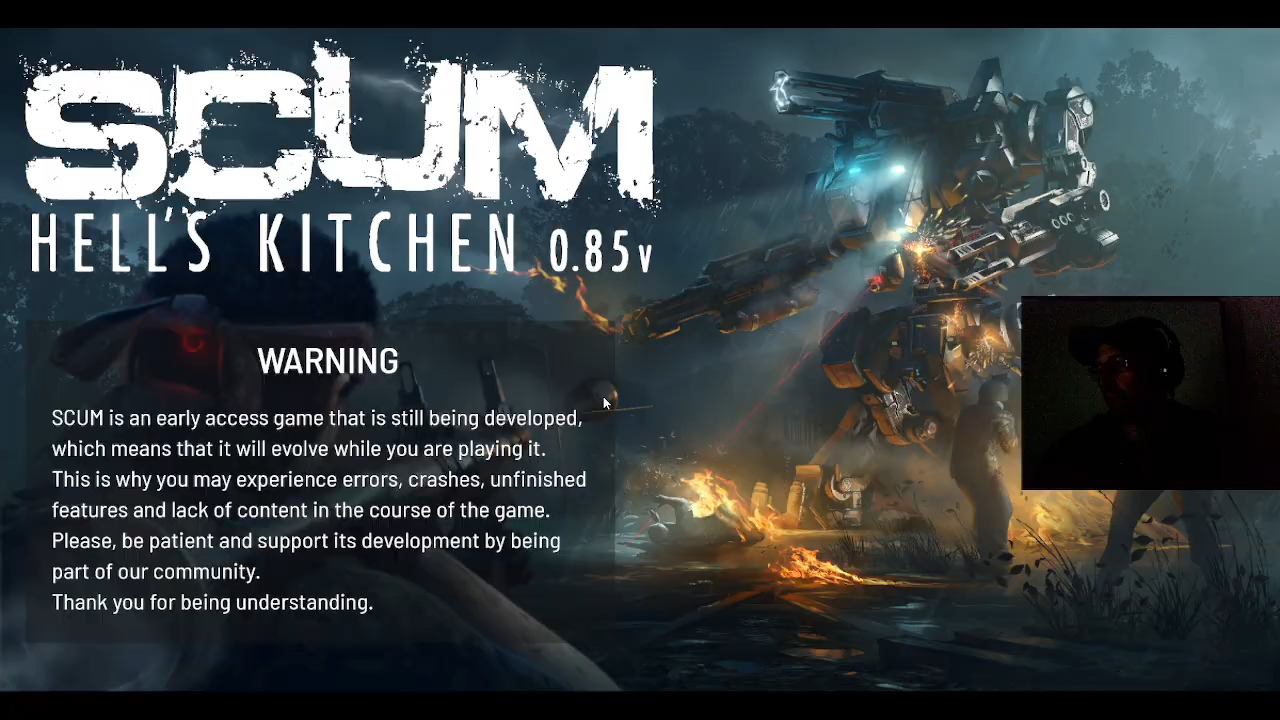 SCUM
HELL'S KITCHEN 0.85v
WARNING
SCUM is an early access game that is still being developed,
which means that it will evolve while you are playing it.
This is why you may experience errors, crashes, unfinished
features and lack of content in the course of the game.
Please, be patient and support its development by being
part of our community.
Thank you for being understanding.